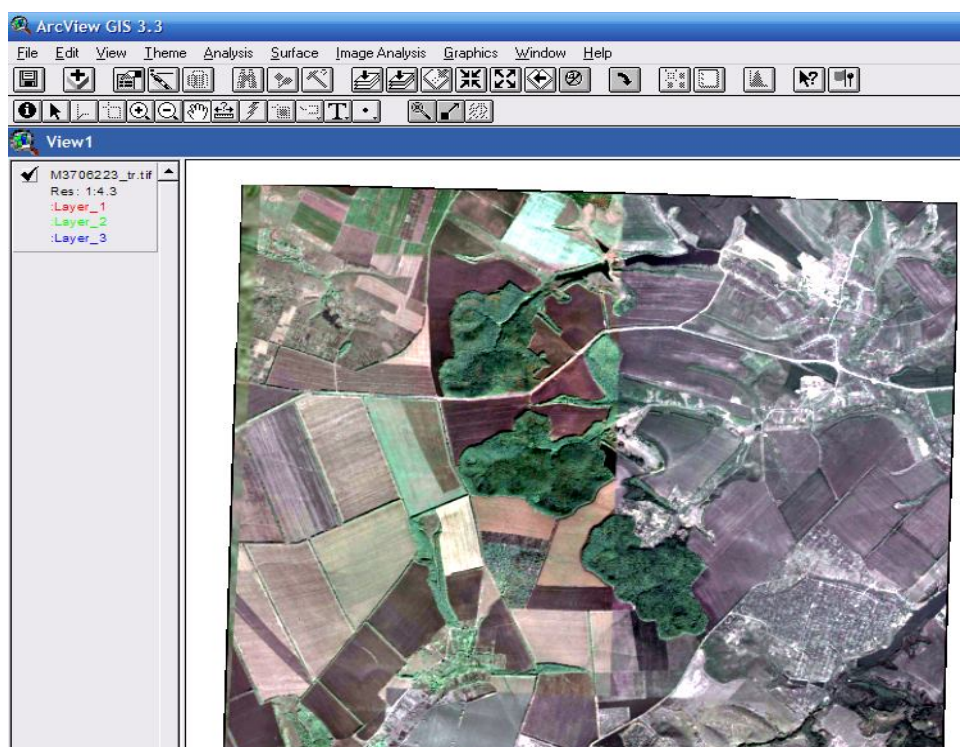 ArcView GIS 3.3
File Edit View Theme Analysis Surface Image Analysis Graphics Window Help
T
View1
M3706223_tr.tif
Res: 1:4.3
:Layer_1
:Layer_2
:Layer_3